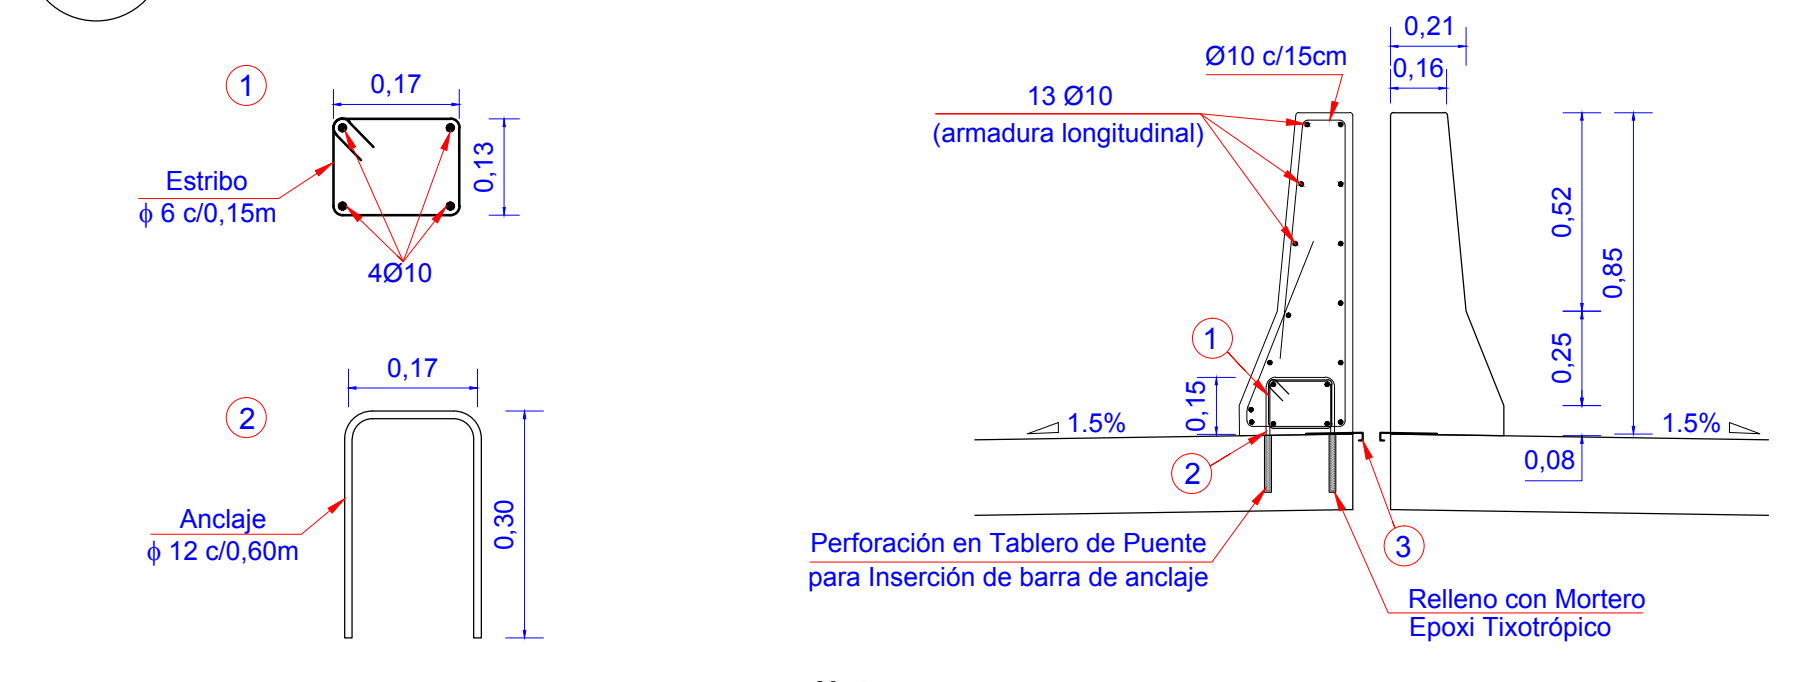 1
0,17
0,13
Estribo
ϕ 6 c/0,15m
4Ø10
2
0,17
0,30
Anclaje
ϕ 12 c/0,60m
Ø10 c/15cm
13 Ø10
(armadura longitudinal)
0,21
0,16
0,52
0,85
0,25
0,08
1
0,15
1.5%
1.5%
2
3
Perforación en Tablero de Puente
para Inserción de barra de anclaje
Relleno con Mortero
Epoxi Tixotrópico